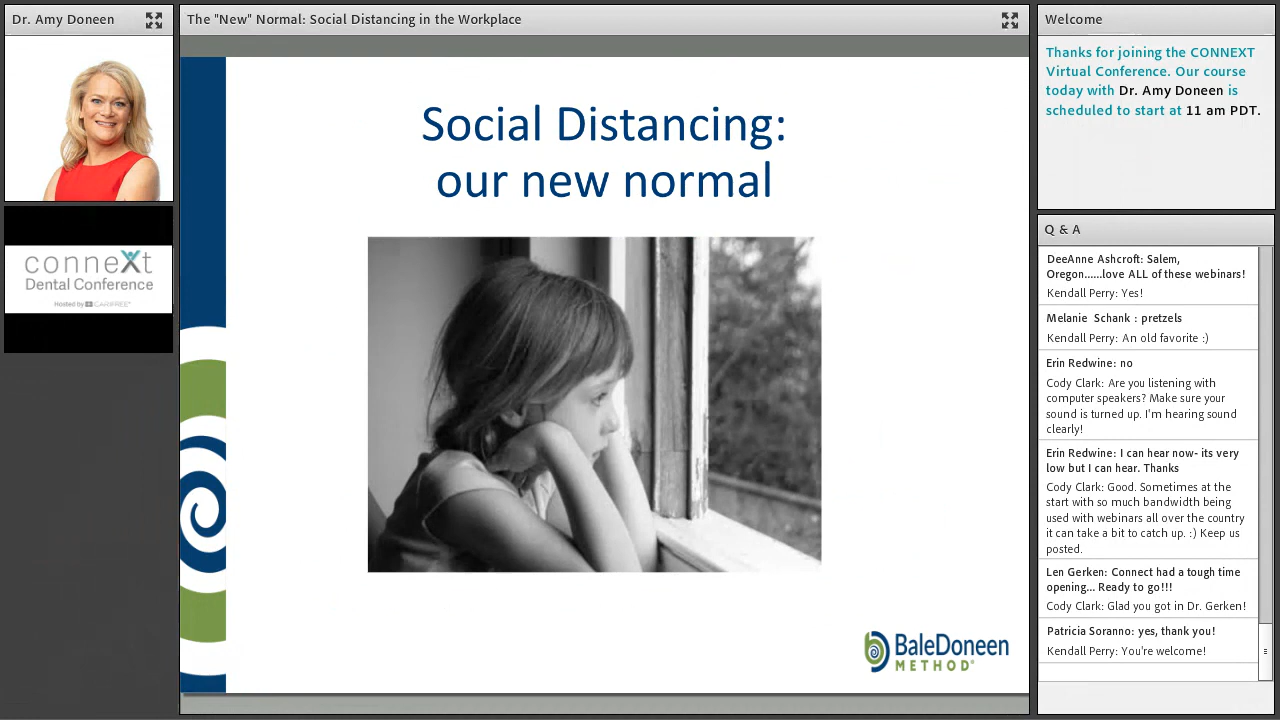 Dr. Amy Doneen
The "New" Normal: Social Distancing in the Workplace
Welcome
Thanks for joining the CONNEXT
Virtual Conference. Our course
today with Dr. Amy Doneen is
scheduled to start at 11 am PDT.
Social Distancing:
our new normal
conneXt
Dental Conference
Hosted by CARIFREE
BaleDoneen
METHOD®
Q & A
DeeAnne Ashcroft: Salem,
Oregon......love ALL of these webinars!
Kendall Perry: Yes!
Melanie Schank : pretzels
Kendall Perry: An old favorite :)
Erin Redwine: no
Cody Clark: Are you listening with
computer speakers? Make sure your
sound is turned up. I'm hearing sound
clearly!
Erin Redwine: I can hear now- its very
low but I can hear. Thanks
Cody Clark: Good. Sometimes at the
start with so much bandwidth being
used with webinars all over the country
it can take a bit to catch up. :) Keep us
posted.
Len Gerken: Connect had a tough time
opening... Ready to go!!!
Cody Clark: Glad you got in Dr. Gerken!
Patricia Soranno: yes, thank you!
Kendall Perry: You're welcome!